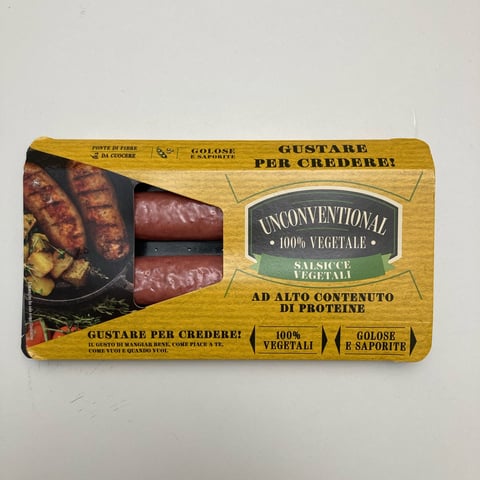 FONTE DI FIBRE
DA CUOCERE
GOLOSE
E SAPORITE
GUSTARE
PER CREDERE!
UNCONVENTIONAL
100% VEGETALE
SALSICCE
VEGETALI
AD ALTO CONTENUTO
DI PROTEINE
GUSTARE PER CREDERE!
IL GUSTO DI MANGIAR BENE, COME PIACE A TE,
COME VUOI E QUANDO VUOI.
100%
VEGETALI
GOLOSE
E SAPORITE